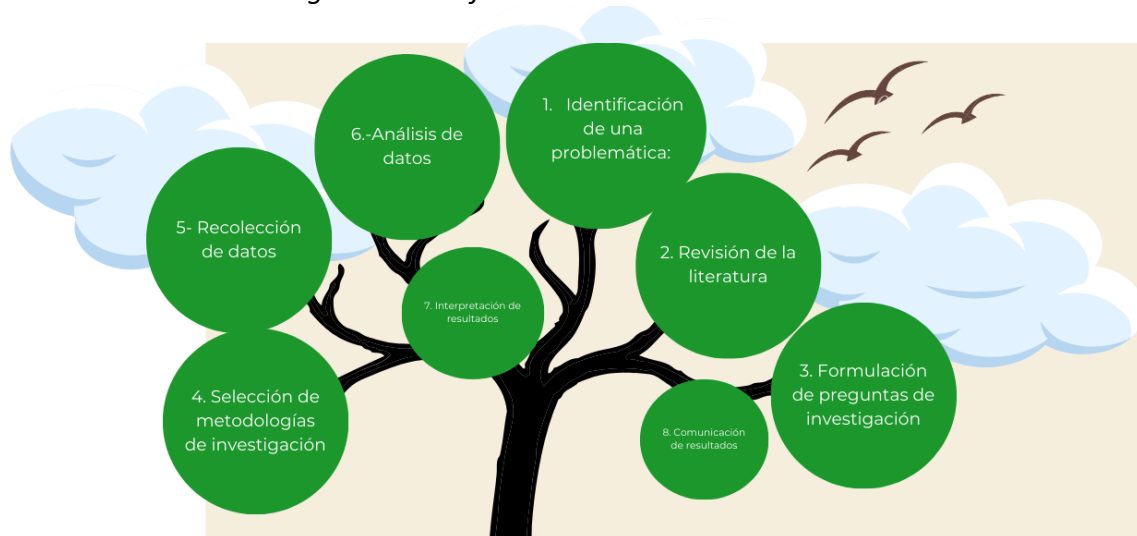 1. Identificación
de una
problemática:
2. Revisión de la
literatura
3. Formulación
de preguntas de
investigación
4. Selección de
metodologías
de investigación
5- Recolección
de datos
6.-Análisis de
datos
7. Interpretación de
resultados
8. Comunicación
de resultados